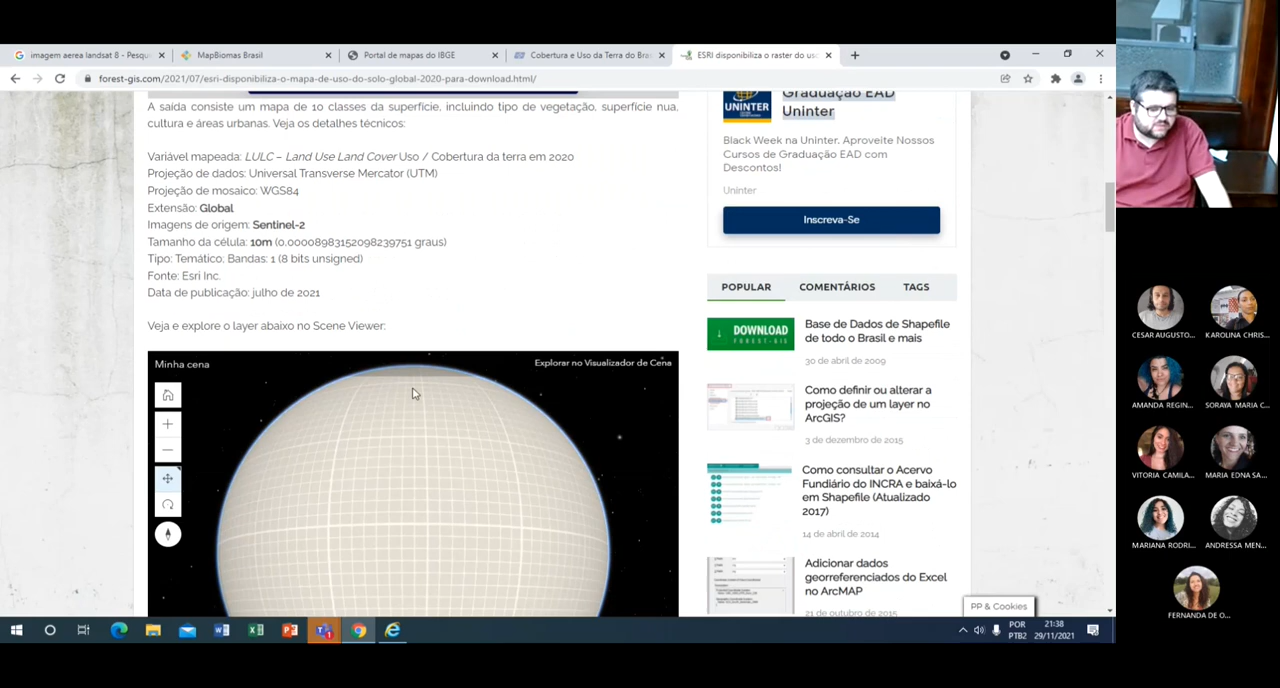 imagem aerea landsat 8 - Pesqu
MapBiomas Brasil
Portal de mapas do IBGE
Cobertura e Uso da Terra do Bra
ESRI disponibiliza o raster do us
forest-gis.com/2021/07/esri-disponibiliza-o-mapa-de-uso-do-solo-global-2020-para-download.html/
A saída consiste um mapa de 10 classes da superfície, incluindo tipo de vegetação, superfície nua,
cultura e áreas urbanas. Veja os detalhes técnicos:
Variável mapeada: LULC – Land Use Land Cover Uso / Cobertura da terra em 2020
Projeção de dados: Universal Transverse Mercator (UTM)
Projeção de mosaico: WGS84
Extensão: Global
Imagens de origem: Sentinel-2
Tamanho da célula: 10m (0.00008983152098239751 graus)
Tipo: Temático, Bandas: 1 (8 bits unsigned)
Fonte: Esri Inc.
Data de publicação: julho de 2021
Veja e explore o layer abaixo no Scene Viewer:
Minha cena
Explorar no Visualizador de Cena
UNINTER
Graduação EAD
Uninter
Black Week na Uninter. Aproveite Nossos
Cursos de Graduação EAD com
Descontos!
Uninter
Inscreva-Se
POPULAR
COMENTÁRIOS
TAGS
DOWNLOAD
FOREST-GIS
Base de Dados de Shapefile
de todo o Brasil e mais
30 de abril de 2009
Como definir ou alterar a
projeção de um layer no
ArcGIS?
3 de dezembro de 2015
Como consultar o Acervo
Fundiário do INCRA e baixá-lo
em Shapefile (Atualizado
2017)
14 de abril de 2014
Adicionar dados
georreferenciados do Excel
no ArcMAP
21 de outubro de 2015
PP & Cookies
POR
PTB2
21:38
29/11/2021
CESAR AUGUSTO...
KAROLINA CHRIS...
AMANDA REGIN...
SORAYA MARIA C...
VITORIA CAMILA...
MARIA EDNA SA...
MARIANA RODRI...
ANDRESSA MEN...
FERNANDA DE O...